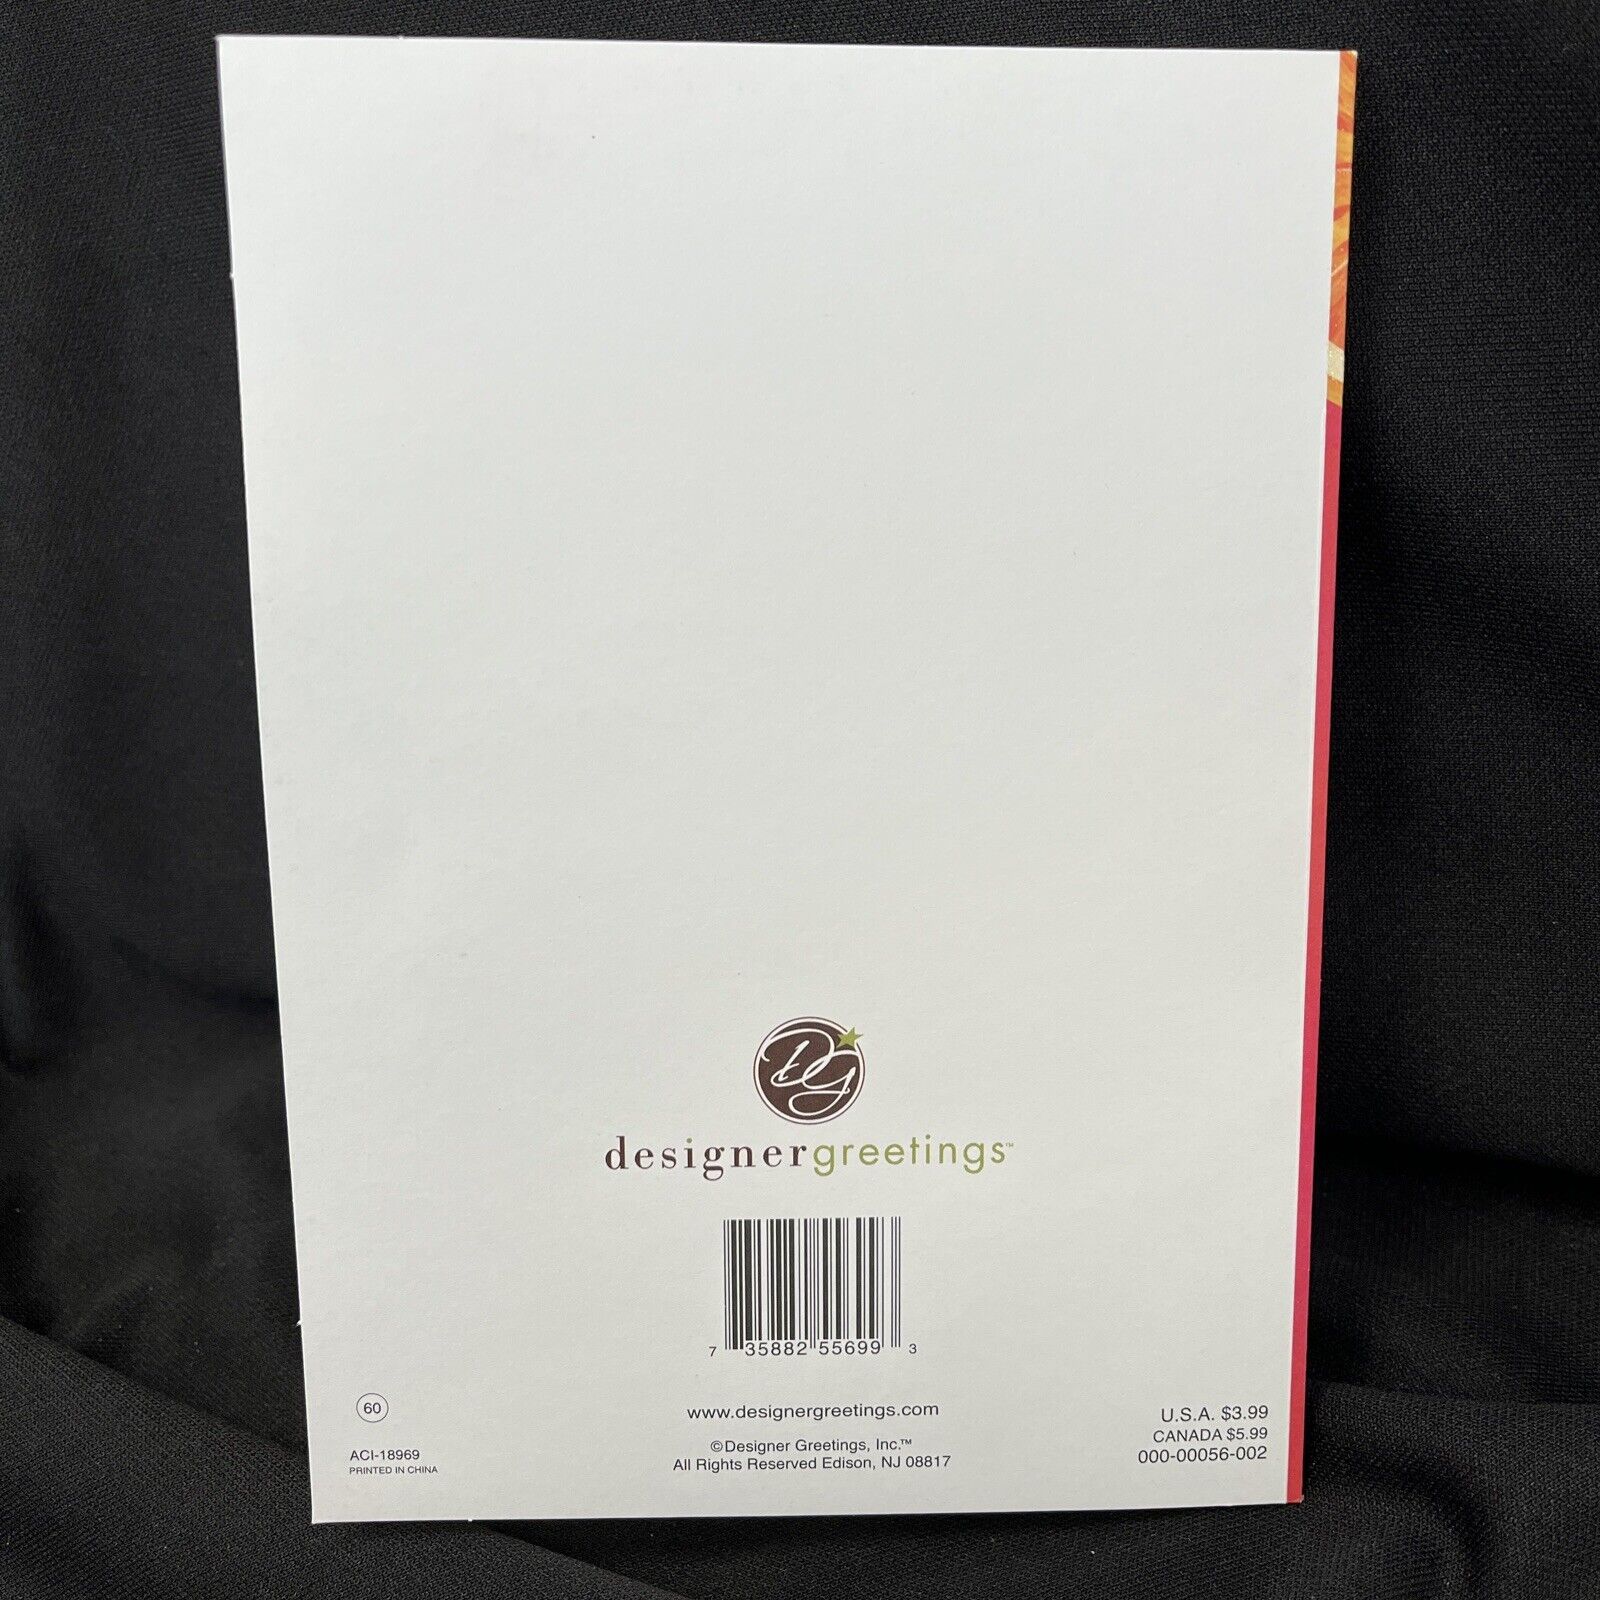 DG
designergreetings™
7 35882 55699 3
60
www.designergreetings.com
U.S.A. $3.99
CANADA $5.99
ACI-18969
©Designer Greetings, Inc.™
000-00056-002
PRINTED IN CHINA
All Rights Reserved Edison, NJ 08817